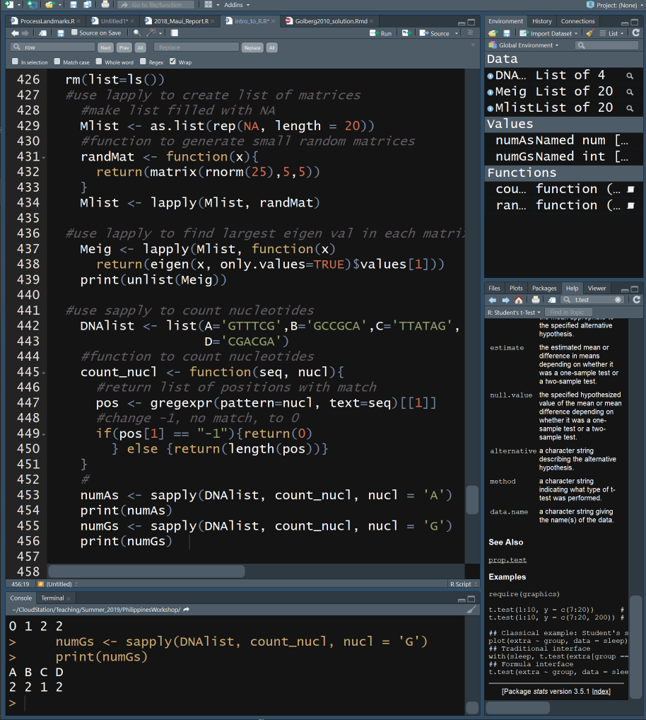 ProcessLandmarks.R
Untitled1*
2018_Maui_Report.R
Intro_to_R.R*
Golberg2010_solution.Rmd
Go to file/function
Addins
Project: (None)
Source on Save
Run
Source
row
Next
Prev
All
Replace
Replace
All
In selection
Match case
Whole word
Regex
Wrap
426 rm(list=ls())
427 #use lapply to create list of matrices
428 #make list filled with NA
429 Mlist <- as.list(rep(NA, length = 20))
430 #function to generate small random matrices
431 randMat <- function(x){
432 return(matrix(rnorm(25),5,5))
433 }
434 Mlist <- lapply(Mlist, randMat)
435
436 #use lapply to find largest eigen val in each matri
437 Meig <- lapply(Mlist, function(x)
438 return(eigen(x, only.values=TRUE)$values[1]))
439 print(unlist(Meig))
440
441 #use sapply to count nucleotides
442 DNAlist <- list(A='GTTTCG',B='GCCGCA',C='TTATAG',
443 D='CGACGA')
444 #function to count nucleotides
445 count_nucl <- function(seq, nucl){
446 #return list of positions with match
447 pos <- gregexpr(pattern=nucl, text=seq)[[1]]
448 #change -1, no match, to 0
449 if(pos[1] == "-1"){return(0)
450 } else {return(length(pos))}
451 }
452 #
453 numAs <- sapply(DNAlist, count_nucl, nucl = 'A')
454 print(numAs)
455 numGs <- sapply(DNAlist, count_nucl, nucl = 'G')
456 print(numGs)
457
458
456:19 (Untitled) R Script
Console Terminal
~/CloudStation/Teaching/Summer_2019/PhilippinesWorkshop/
0 1 2 2
> numGs <- sapply(DNAlist, count_nucl, nucl = 'G')
> print(numGs)
A B C D
2 2 1 2
>
Environment History Connections
Import Dataset
List
Global Environment
Data
DNA… List of 4
Meig List of 20
Mlist List of 20
Values
numAs Named num […
numGs Named int […
Functions
cou… function (…
ran… function (…
Files Plots Packages Help Viewer
t.test
R: Student's t-Test
Find in Topic
the specified alternative
hypothesis.
estimate the estimated mean or
difference in means
depending on whether it
was a one-sample test or
a two-sample test.
null.value the specified hypothesized
value of the mean or mean
difference depending on
whether it was a one-
sample test or a two-
sample test.
alternative a character string
describing the alternative
hypothesis.
method a character string
indicating what type of t-
test was performed.
data.name a character string giving
the name(s) of the data.
See Also
prop.test
Examples
require(graphics)
t.test(1:10, y = c(7:20)) #
t.test(1:10, y = c(7:20, 200)) #
## Classical example: Student's s
plot(extra ~ group, data = sleep)
## Traditional interface
with(sleep, t.test(extra[group ==
## Formula interface
t.test(extra ~ group, data = slee
[Package stats version 3.5.1 Index]